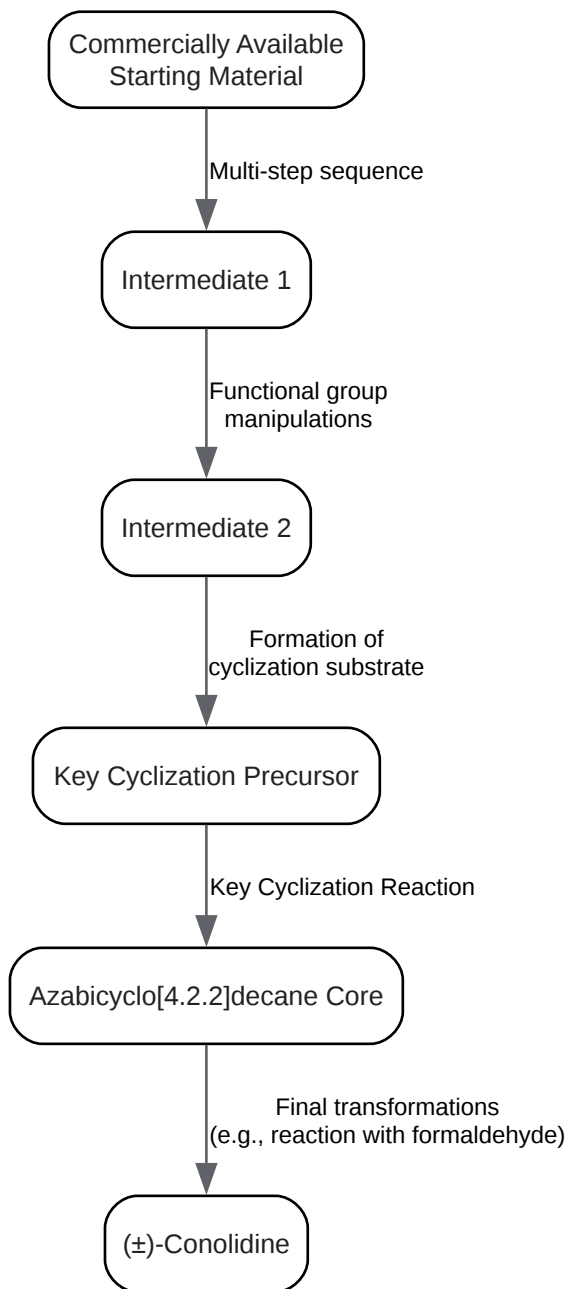 Commercially Available
Starting Material
Multi-step sequence
Intermediate 1
Functional group
manipulations
Intermediate 2
Formation of
cyclization substrate
Key Cyclization Precursor
Key Cyclization Reaction
Azabicyclo[4.2.2]decane Core
Final transformations
(e.g., reaction with formaldehyde)
(±)-Conolidine